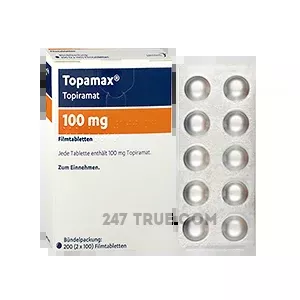 Topamax®
Topiramat
100 mg
Filmtabletten
Jede Tablette enthält 100 mg Topiramat.
Zum Einnehmen.
247 TRUE.COM
Bündelpackung:
200 (2 x 100) Filmtabletten